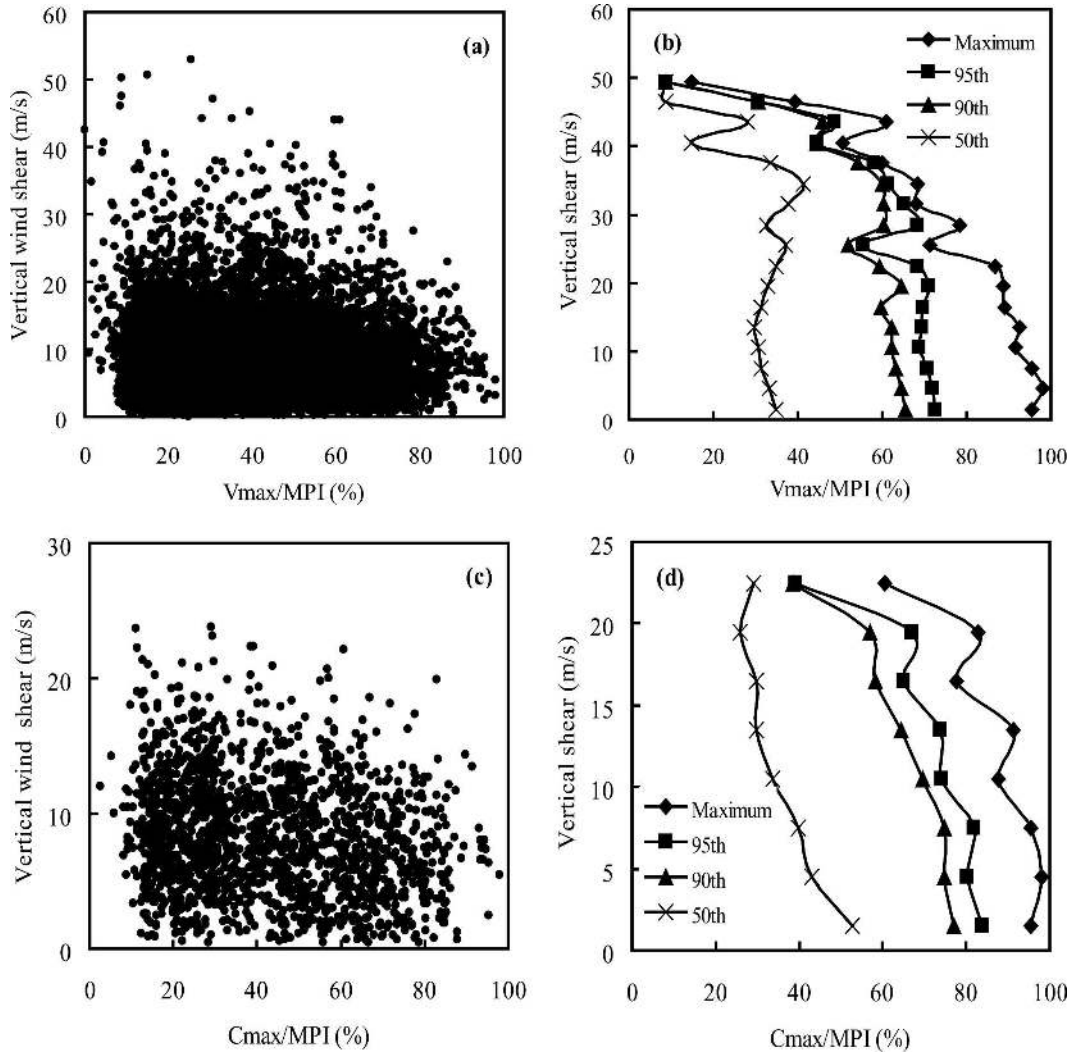 (a)
Vertical wind shear (m/s)
60
50
40
30
20
10
0
0 20 40 60 80 100
Vmax/MPI (%)
(b)
Maximum
95th
90th
50th
Vertical shear (m/s)
60
50
40
30
20
10
0
0 20 40 60 80 100
Vmax/MPI (%)
(c)
Vertical wind shear (m/s)
30
20
10
0
0 20 40 60 80 100
Cmax/MPI (%)
(d)
Vertical shear (m/s)
25
20
15
10
5
0
Maximum
95th
90th
50th
0 20 40 60 80 100
Cmax/MPI (%)